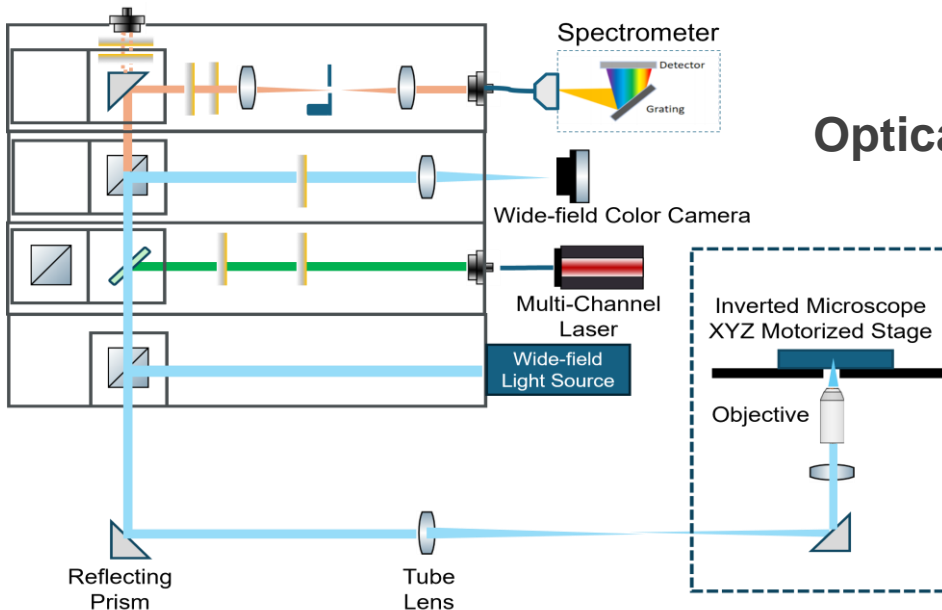 Spectrometer
Detector
Grating
Optica
Wide-field Color Camera
Multi-Channel
Laser
Wide-field
Light Source
Inverted Microscope
XYZ Motorized Stage
Objective
Reflecting
Prism
Tube
Lens